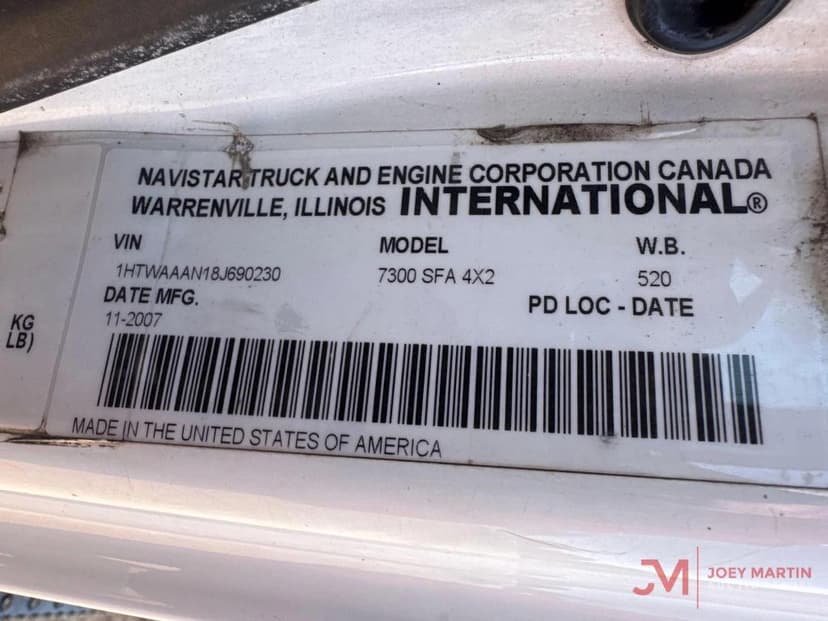 NAVISTAR TRUCK AND ENGINE CORPORATION CANADA
WARRENVILLE, ILLINOIS INTERNATIONAL®
VIN MODEL W.B.
1HTWAAAN18J690230 7300 SFA 4X2 520
DATE MFG. PD LOC - DATE
11-2007
KG
LB)
MADE IN THE UNITED STATES OF AMERICA
JM JOEY MARTIN